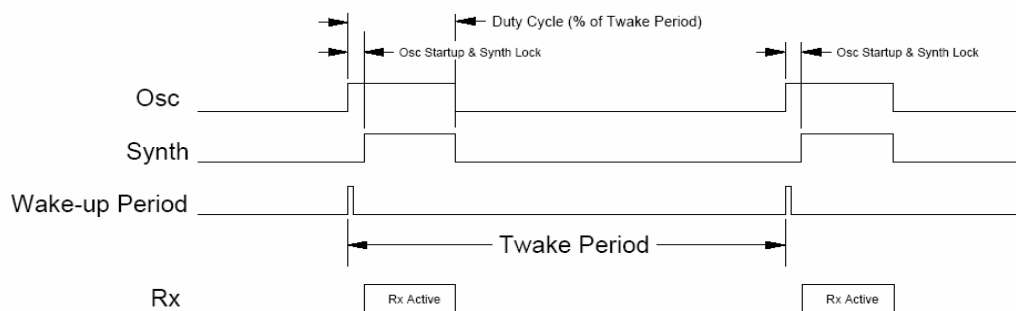 Duty Cycle (% of Twake Period)
Osc Startup & Synth Lock
Osc Startup & Synth Lock
Osc
Synth
Wake-up Period
Twake Period
Rx
Rx Active
Rx Active